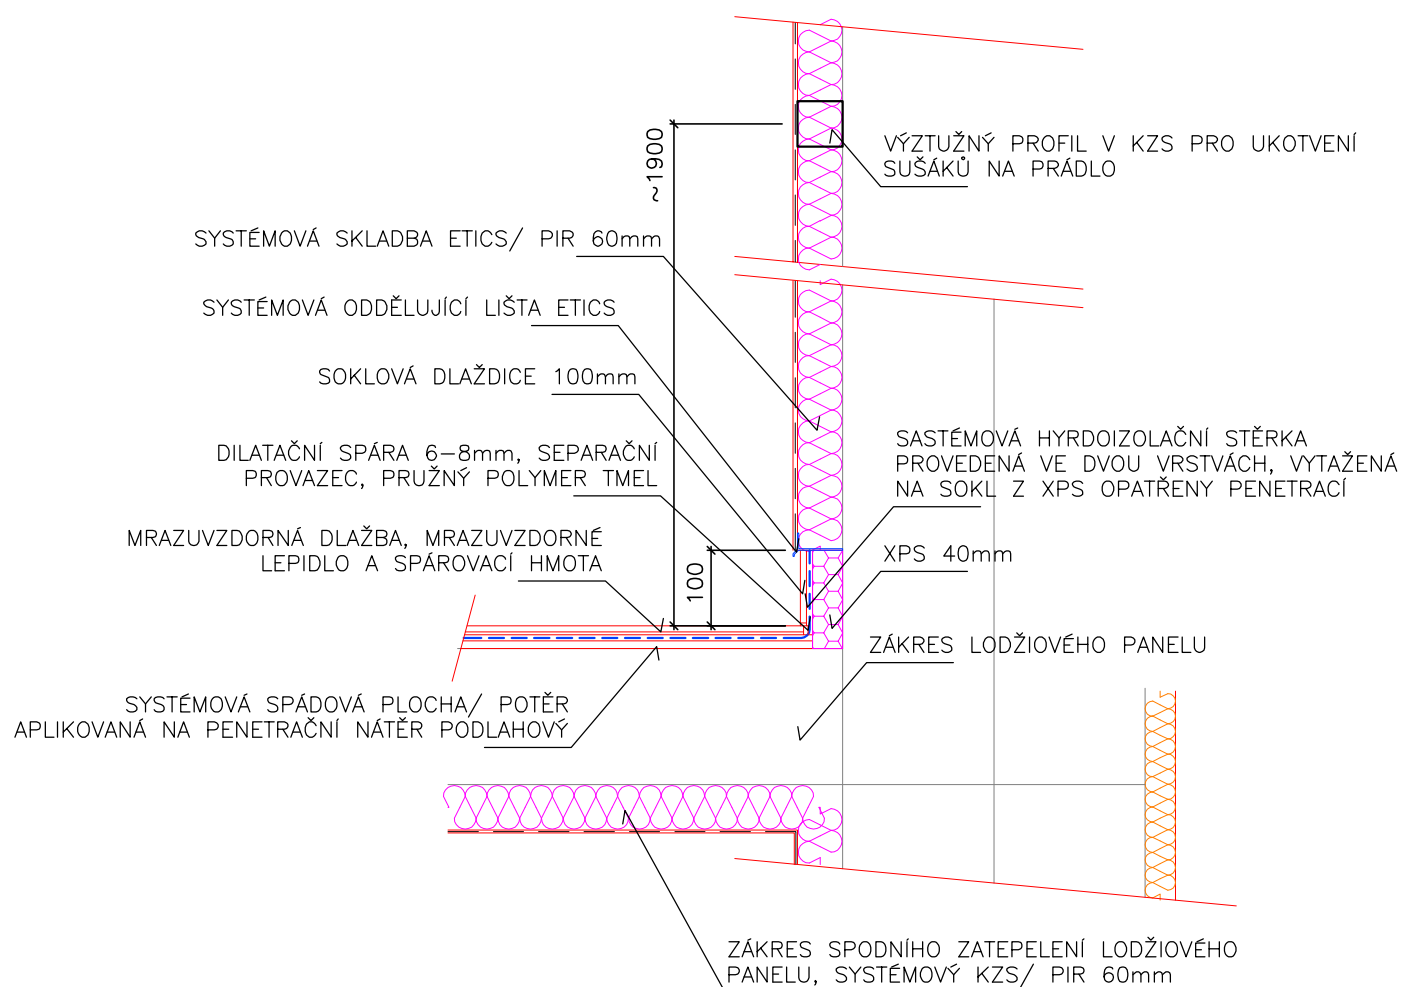 VÝZTUŽNÝ PROFIL V KZS PRO UKOTVENÍ
SUŠÁKŮ NA PRÁDLO
~1900
SYSTÉMOVÁ SKLADBA ETICS/ PIR 60mm
SYSTÉMOVÁ ODDĚLUJÍCÍ LIŠTA ETICS
SOKLOVÁ DLAŽDICE 100mm
DILATAČNÍ SPÁRA 6-8mm, SEPARAČNÍ
PROVAZEC, PRUŽNÝ POLYMER TMEL
SASTÉMOVÁ HYRDOIZOLAČNÍ STĚRKA
PROVEDENÁ VE DVOU VRSTVÁCH, VYTAŽENÁ
NA SOKL Z XPS OPATŘENY PENETRACÍ
MRAZUVZDORNÁ DLAŽBA, MRAZUVZDORNÉ
LEPIDLO A SPÁROVACÍ HMOTA
100
XPS 40mm
ZÁKRES LODŽIOVÉHO PANELU
SYSTÉMOVÁ SPÁDOVÁ PLOCHA/ POTĚR
APLIKOVANÁ NA PENETRAČNÍ NÁTĚR PODLAHOVÝ
ZÁKRES SPODNÍHO ZATEPELENÍ LODŽIOVÉHO
PANELU, SYSTÉMOVÝ KZS/ PIR 60mm